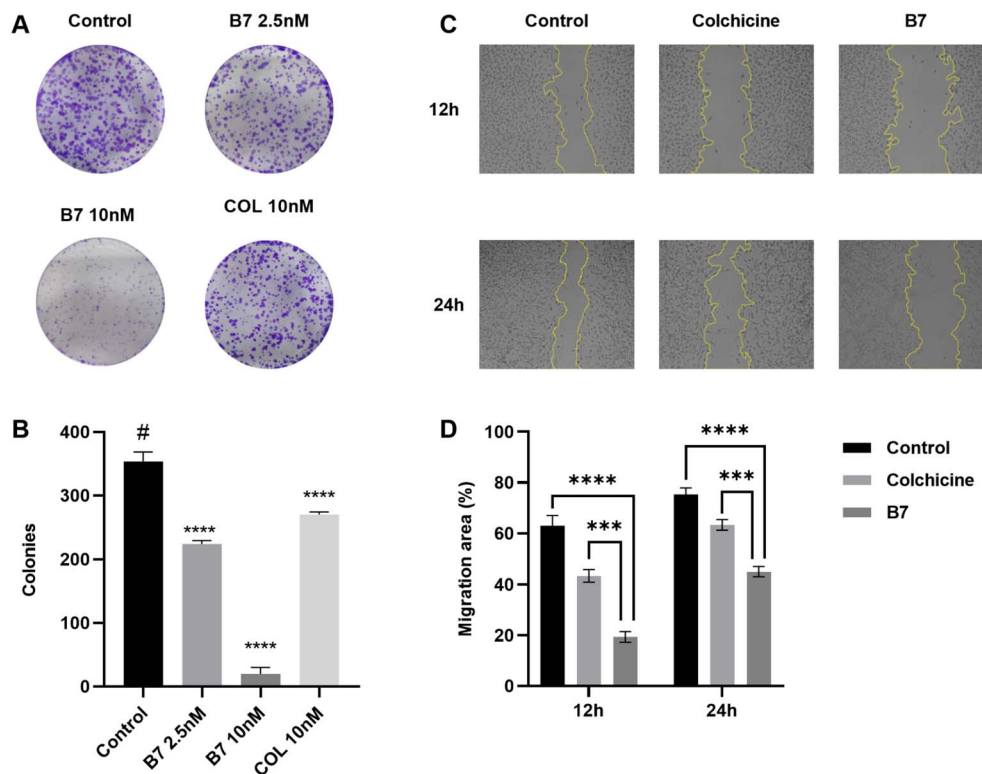 A
Control
B7 2.5nM
B7 10nM
COL 10nM
B
400
300
200
100
0
Colonies
#
****
****
****
Control
B7 2.5nM
B7 10nM
COL 10nM
C
Control
Colchicine
B7
12h
24h
D
100
80
60
40
20
0
Migration area (%)
****
***
****
***
12h
24h
Control
Colchicine
B7